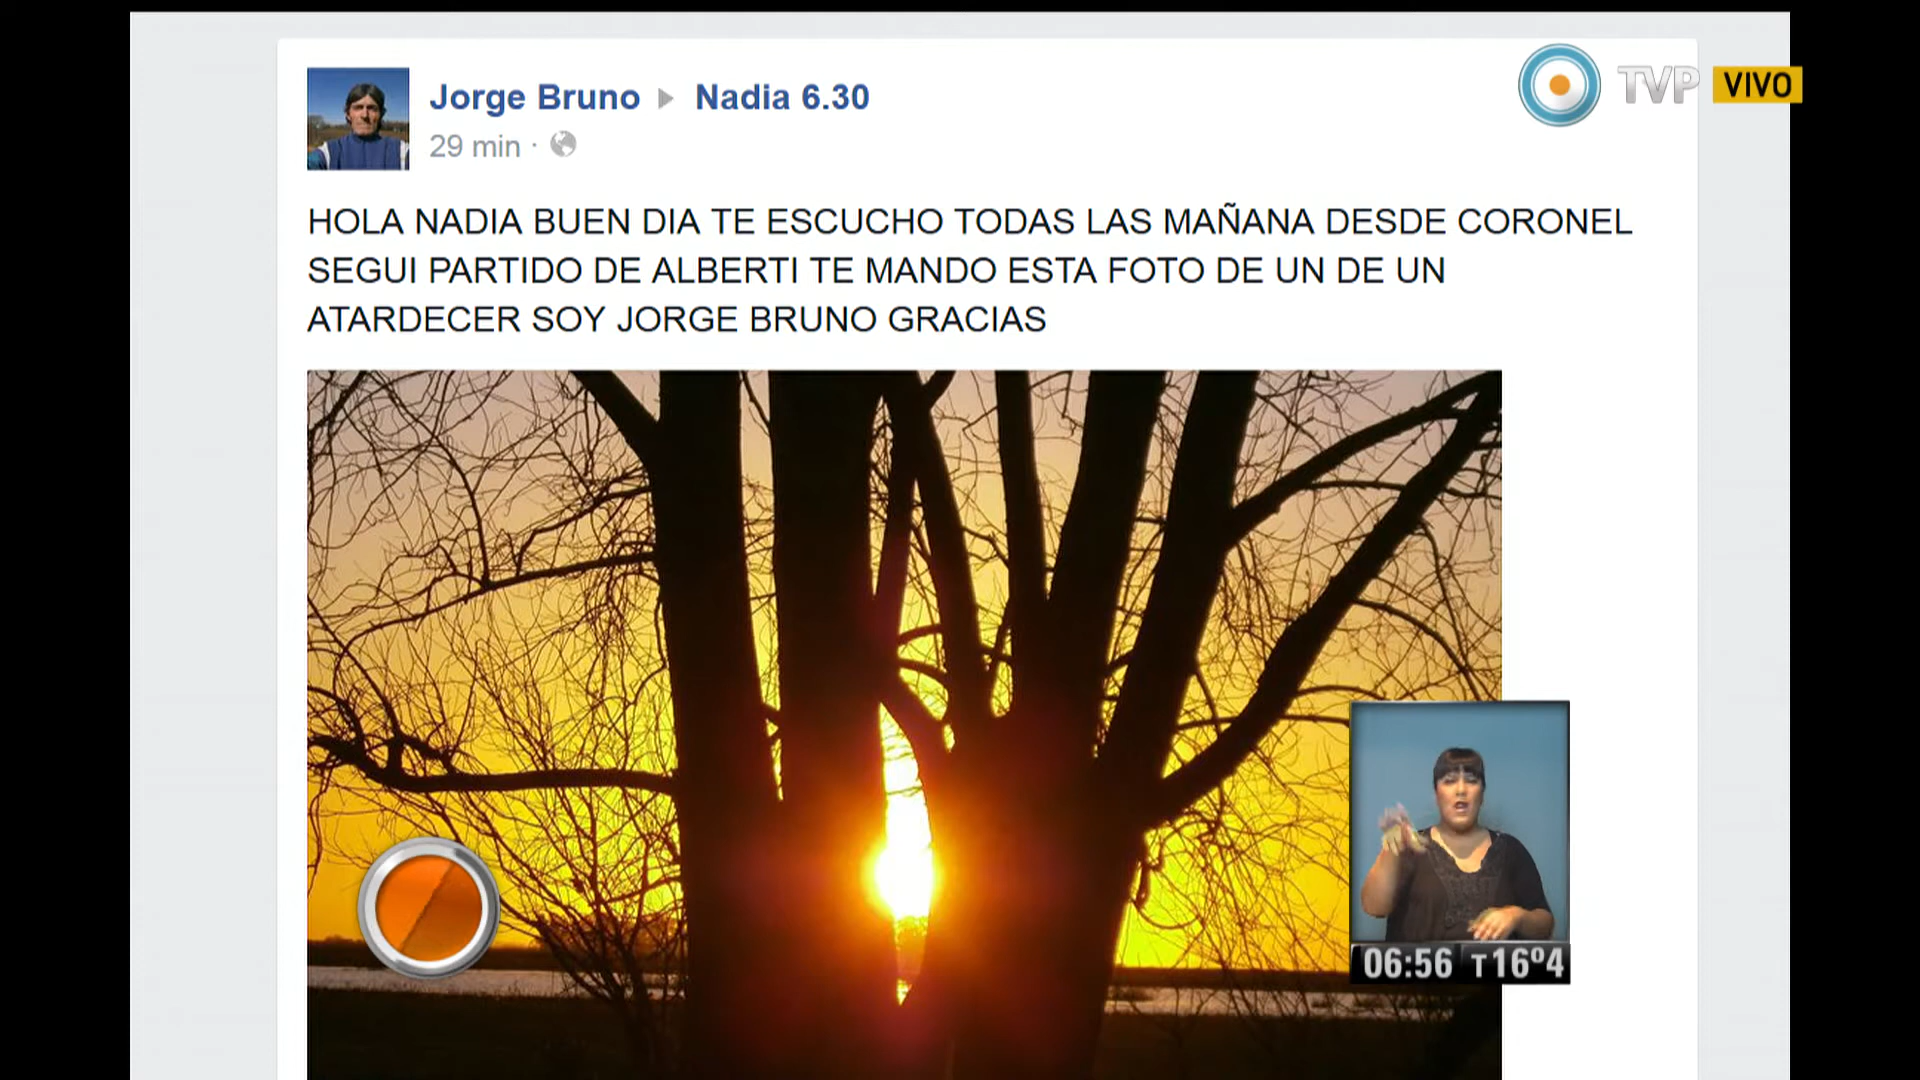 Jorge Bruno Nadia 6.30
29 min ·
TVP VIVO
HOLA NADIA BUEN DIA TE ESCUCHO TODAS LAS MAÑANA DESDE CORONEL
SEGUI PARTIDO DE ALBERTI TE MANDO ESTA FOTO DE UN DE UN
ATARDECER SOY JORGE BRUNO GRACIAS
06:56 T16º4